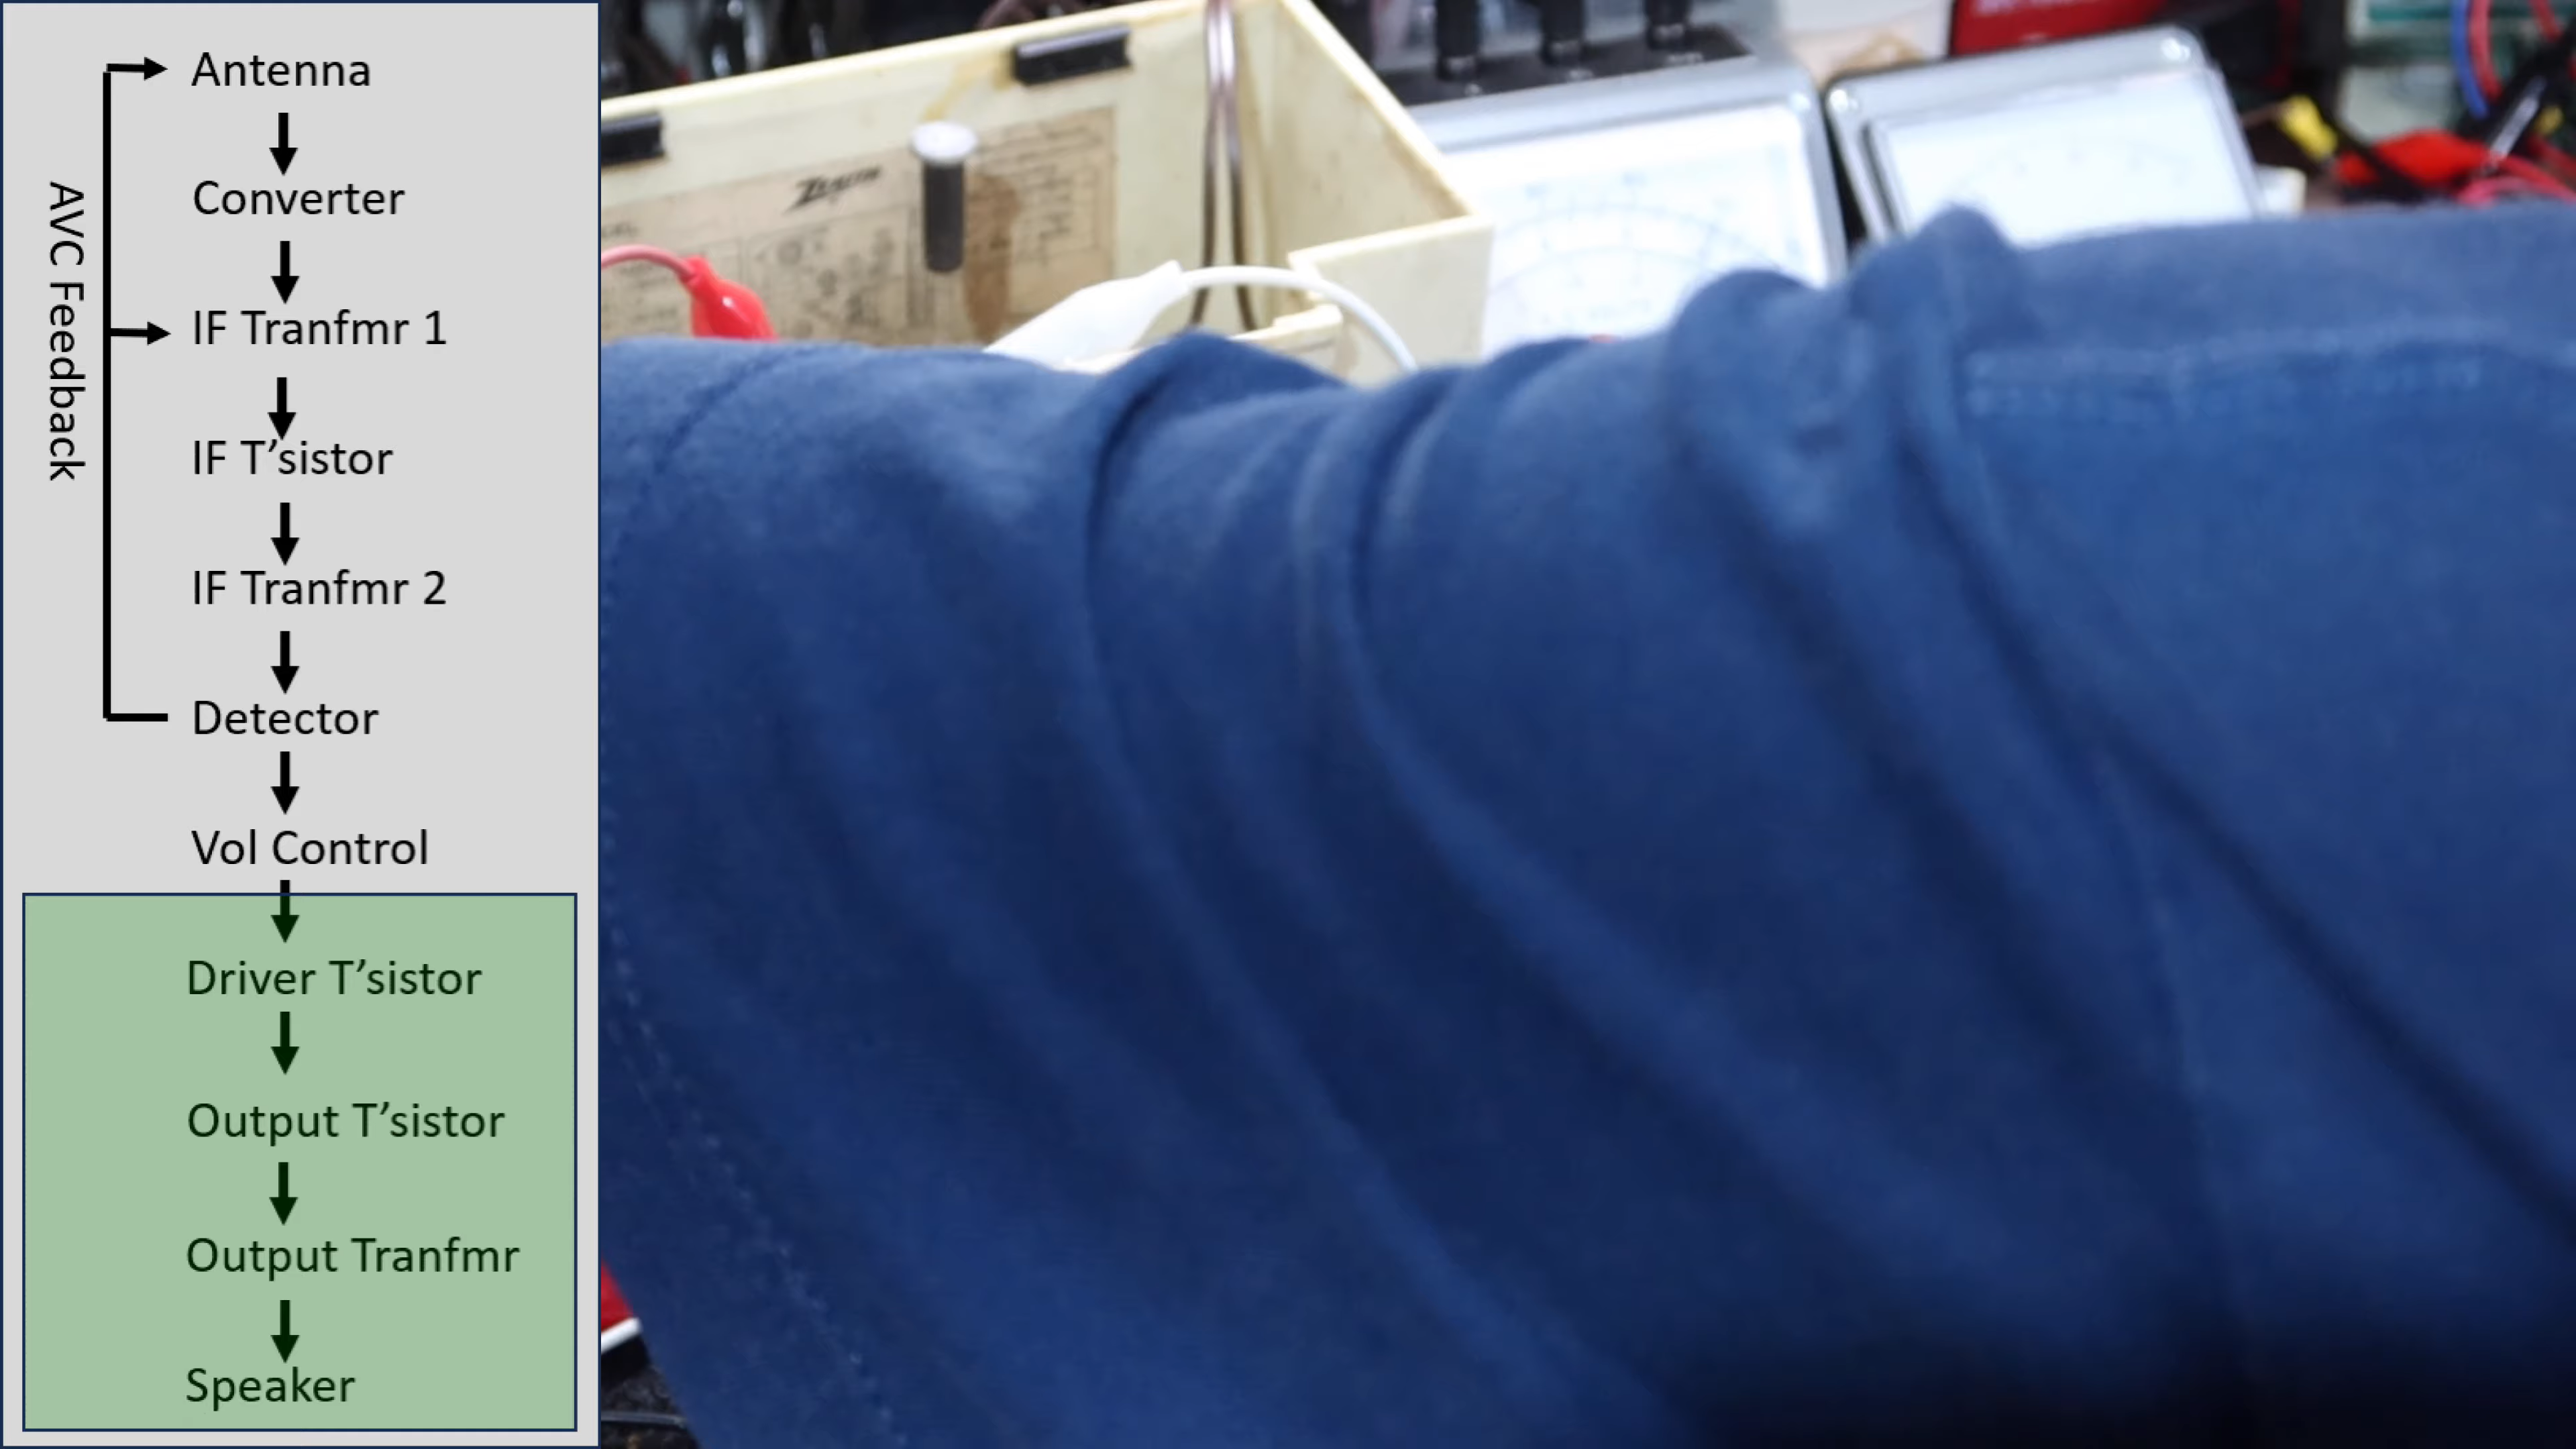 AVC Feedback
Antenna
Converter
IF Tranfmr 1
IF T'sistor
IF Tranfmr 2
Detector
Vol Control
Driver T'sistor
Output T'sistor
Output Tranfmr
Speaker
ZENITH